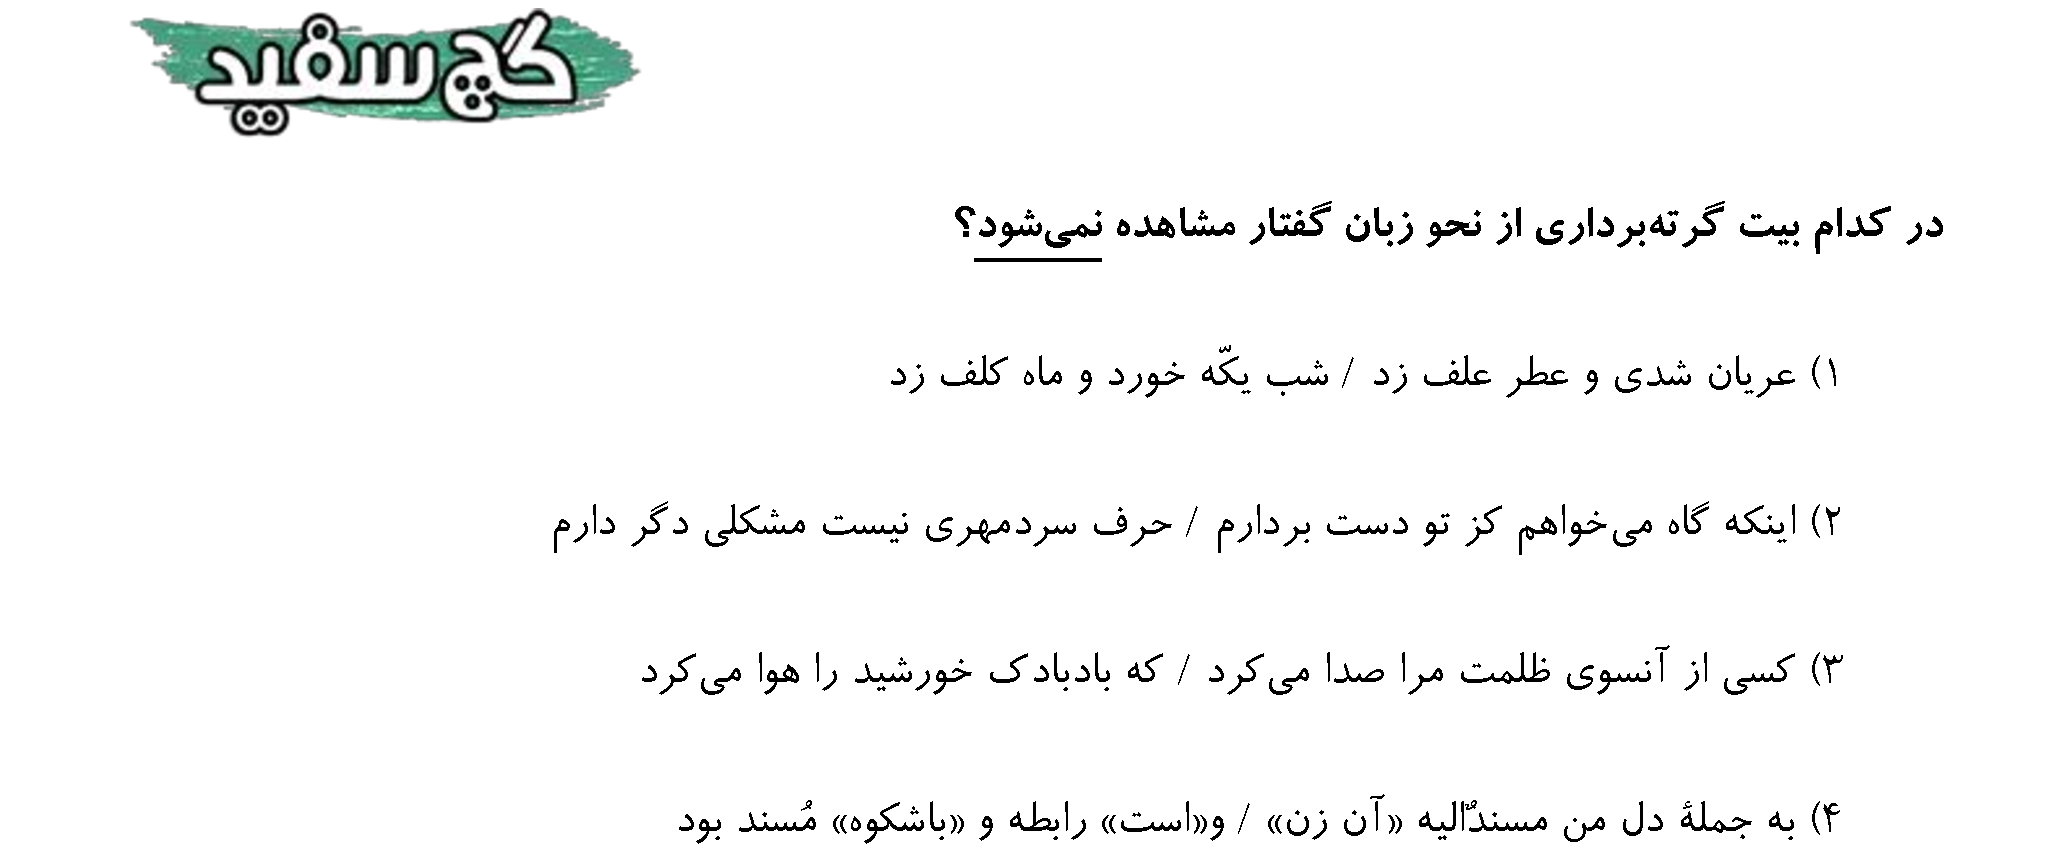 گچ سفید
در کدام بیت گرته‌برداری از نحو زبان گفتار مشاهده نمی‌شود؟
۱) عریان شدی و عطر علف زد / شب یکّه خورد و ماه کلف زد
۲) اینکه گاه می‌خواهم کز تو دست بردارم / حرف سردمهری نیست مشکلی دگر دارم
۳) کسی از آنسوی ظلمت مرا صدا می‌کرد / که بادبادک خورشید را هوا می‌کرد
۴) به جملهٔ دل من مسندٌالیه «آن زن» / و«است» رابطه و «باشکوه» مُسند بود